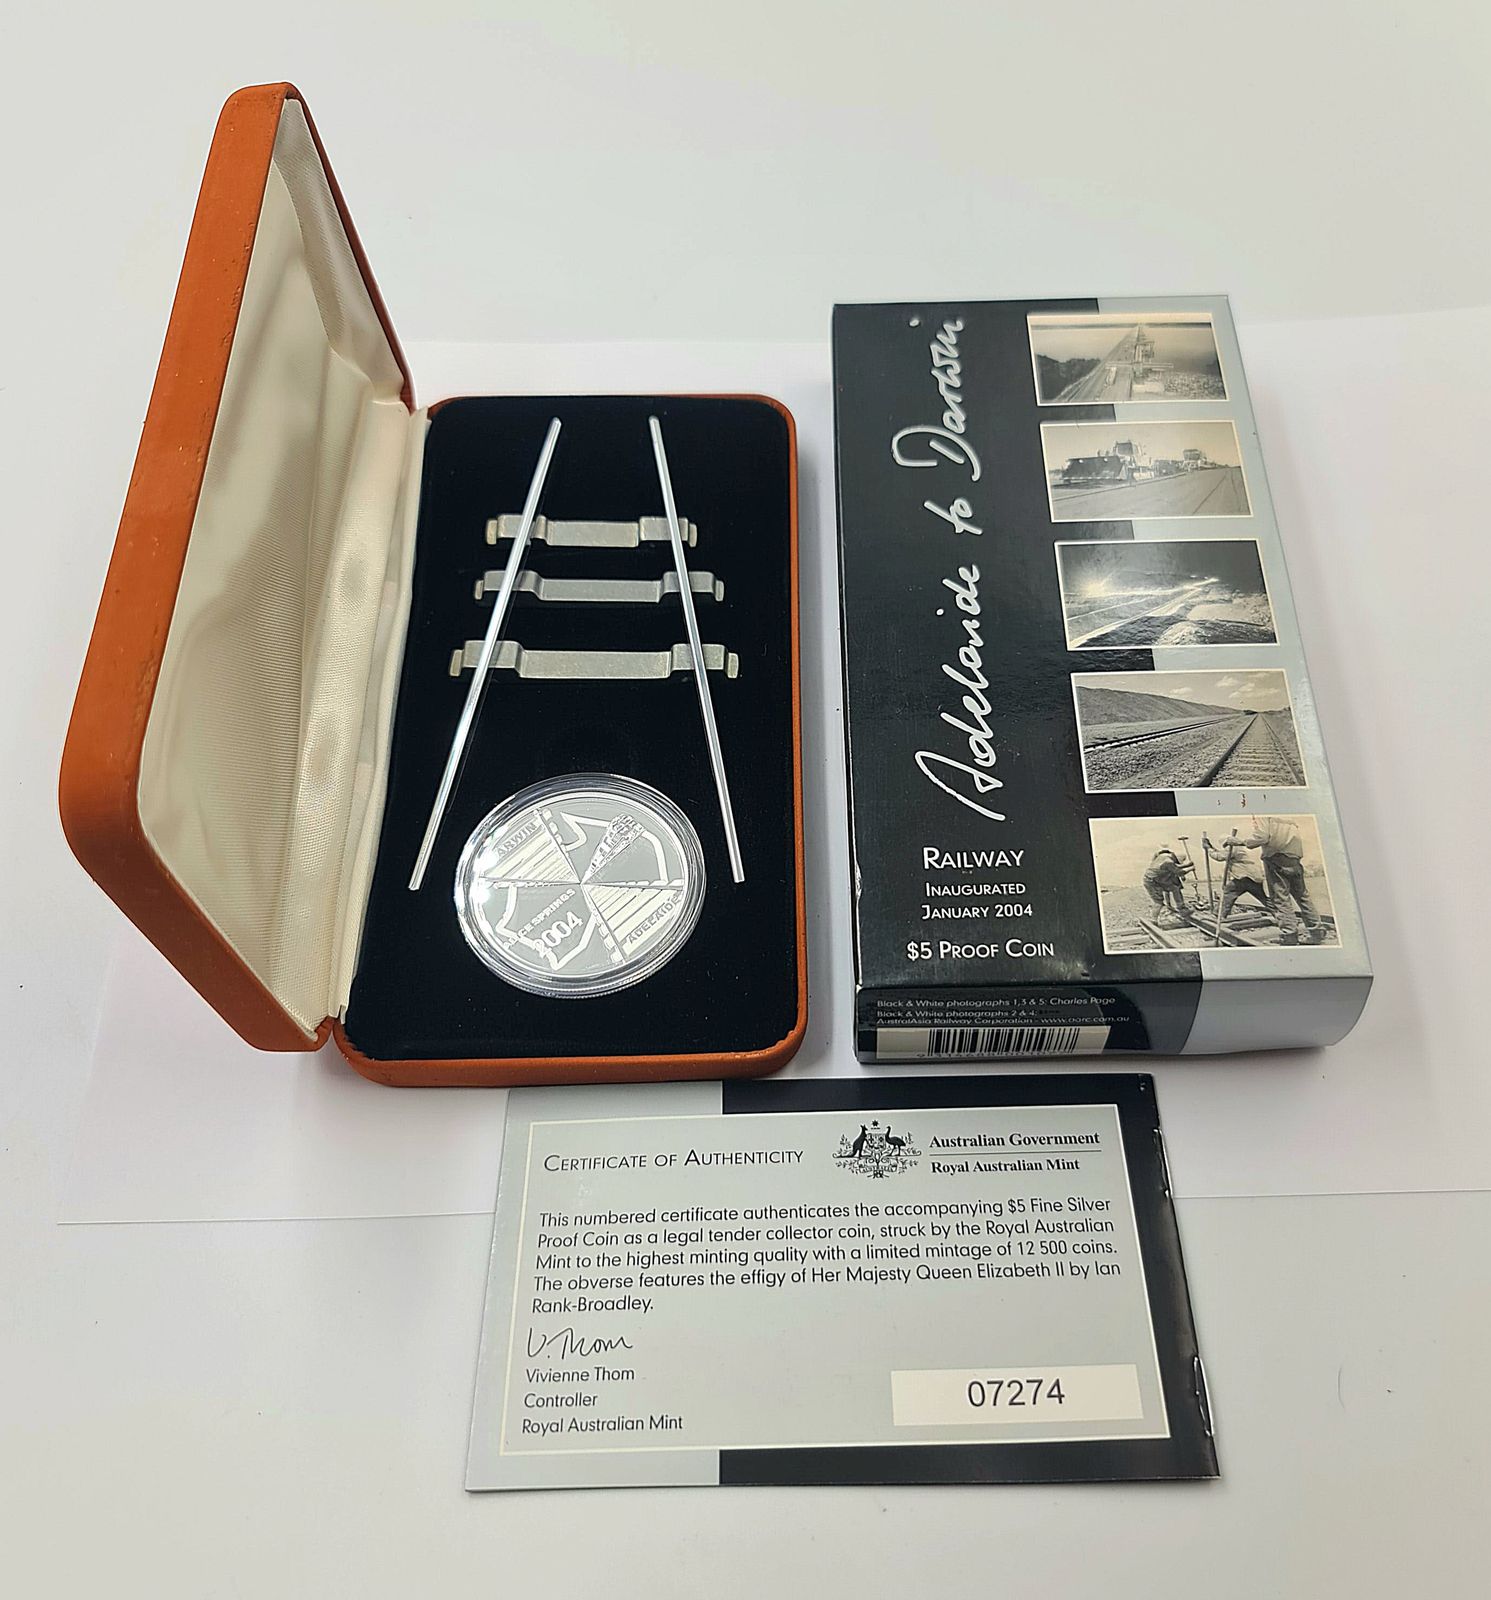 Adelaide to Darwin
RAILWAY
INAUGURATED
JANUARY 2004
$5 PROOF COIN
Black & White photographs 1,3 & 5: Charles Page
Black & White photographs 2 & 4:
AustralAsia Railway Corporation - www.aarc.com.au
ALICE SPRINGS
2004
ADELAIDE
CERTIFICATE OF AUTHENTICITY
Australian Government
Royal Australian Mint
This numbered certificate authenticates the accompanying $5 Fine Silver
Proof Coin as a legal tender collector coin, struck by the Royal Australian
Mint to the highest minting quality with a limited mintage of 12 500 coins.
The obverse features the effigy of Her Majesty Queen Elizabeth II by Ian
Rank-Broadley.
V. Thom
Vivienne Thom
Controller
Royal Australian Mint
07274